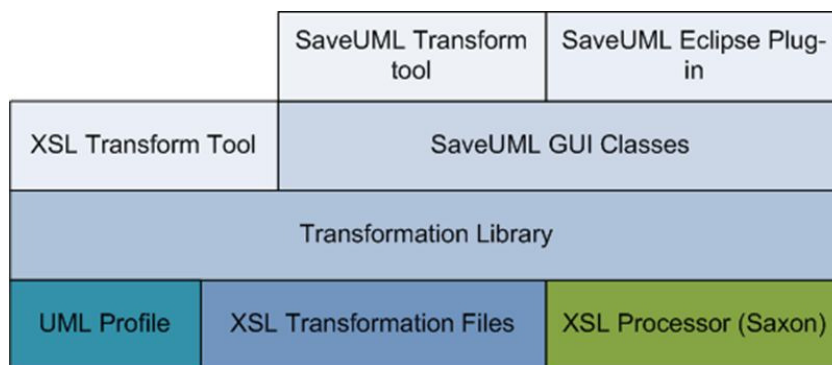 SaveUML Transform
tool
SaveUML Eclipse Plug-
in
XSL Transform Tool
SaveUML GUI Classes
Transformation Library
UML Profile
XSL Transformation Files
XSL Processor (Saxon)